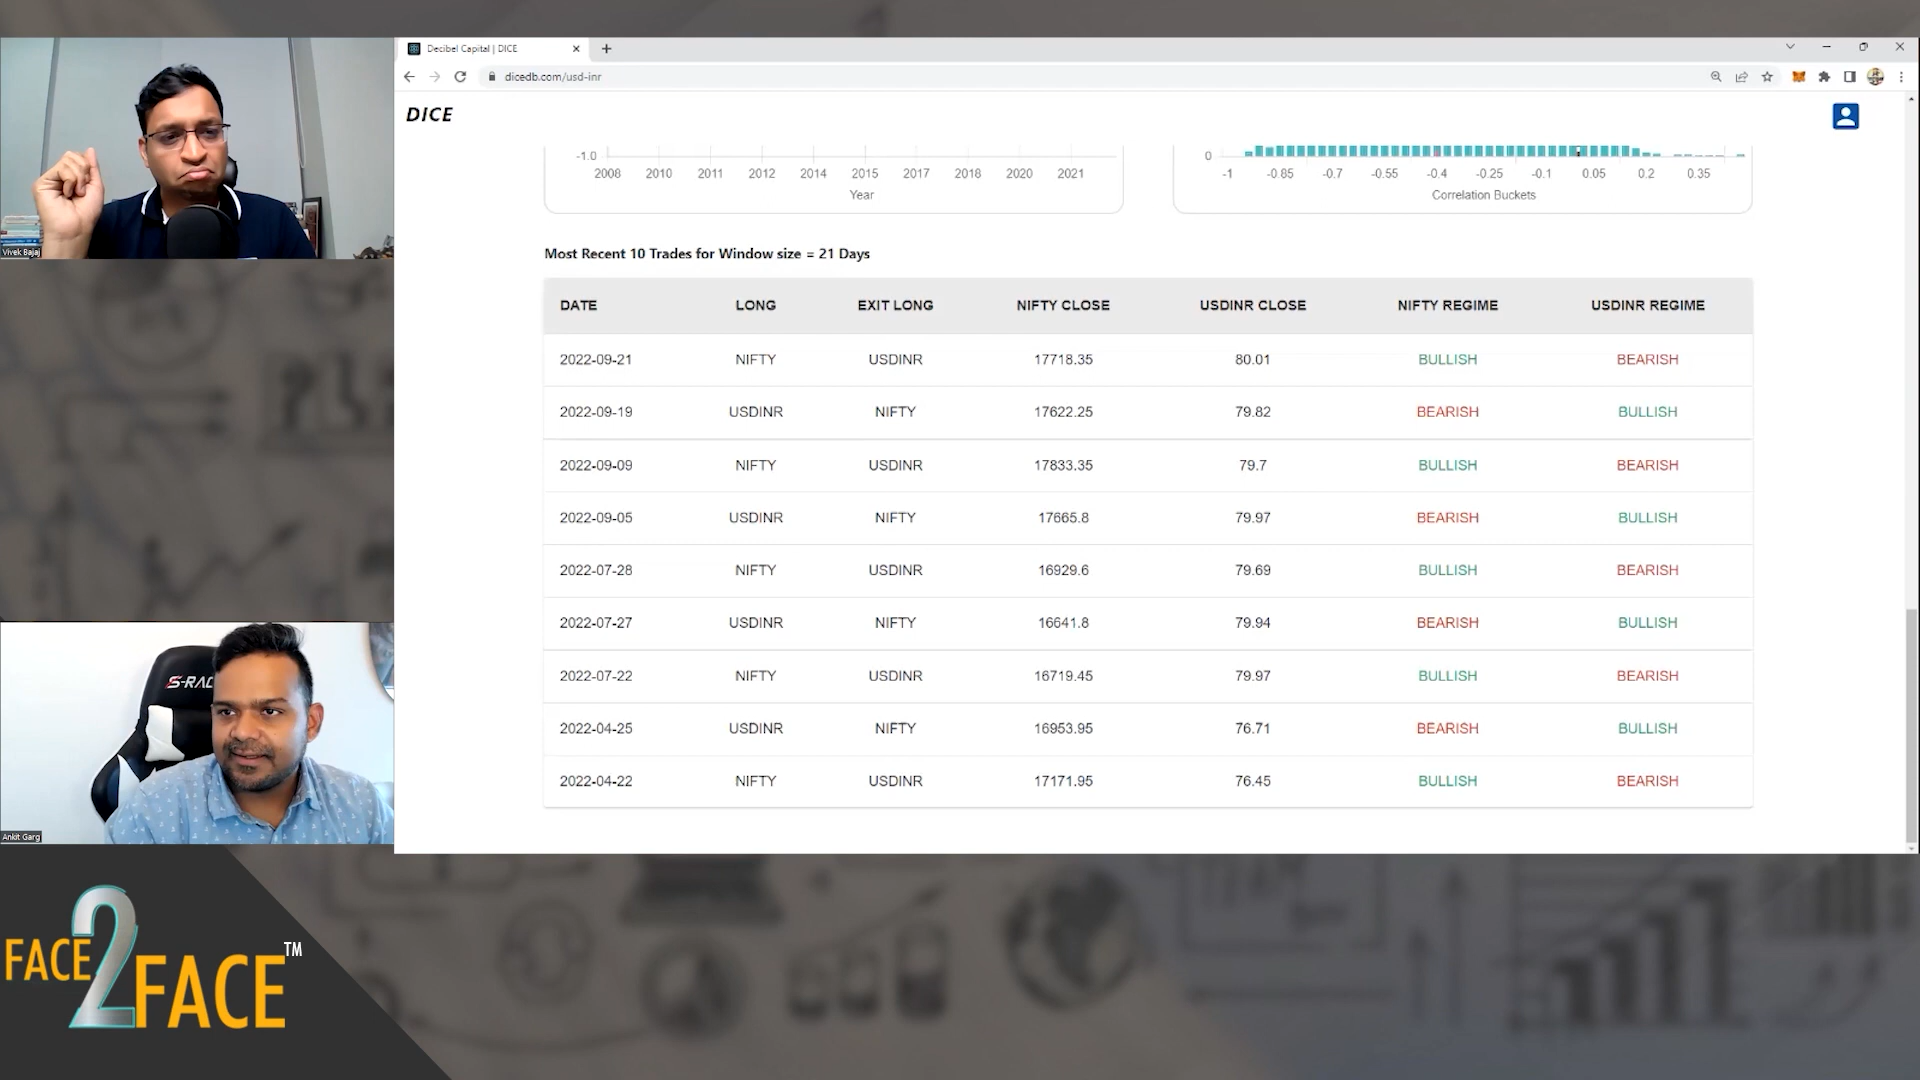 Decibel Capital | DICE
dicedb.com/usd-inr
DICE
-1.0
2008 2010 2011 2012 2014 2015 2017 2018 2020 2021
Year
0
-1 -0.85 -0.7 -0.55 -0.4 -0.25 -0.1 0.05 0.2 0.35
Correlation Buckets
Most Recent 10 Trades for Window size = 21 Days
DATE LONG EXIT LONG NIFTY CLOSE USDINR CLOSE NIFTY REGIME USDINR REGIME
2022-09-21 NIFTY USDINR 17718.35 80.01 BULLISH BEARISH
2022-09-19 USDINR NIFTY 17622.25 79.82 BEARISH BULLISH
2022-09-09 NIFTY USDINR 17833.35 79.7 BULLISH BEARISH
2022-09-05 USDINR NIFTY 17665.8 79.97 BEARISH BULLISH
2022-07-28 NIFTY USDINR 16929.6 79.69 BULLISH BEARISH
2022-07-27 USDINR NIFTY 16641.8 79.94 BEARISH BULLISH
2022-07-22 NIFTY USDINR 16719.45 79.97 BULLISH BEARISH
2022-04-25 USDINR NIFTY 16953.95 76.71 BEARISH BULLISH
2022-04-22 NIFTY USDINR 17171.95 76.45 BULLISH BEARISH
Vivek Bajaj
S-RAC
Ankit Garg
FACE2FACE™